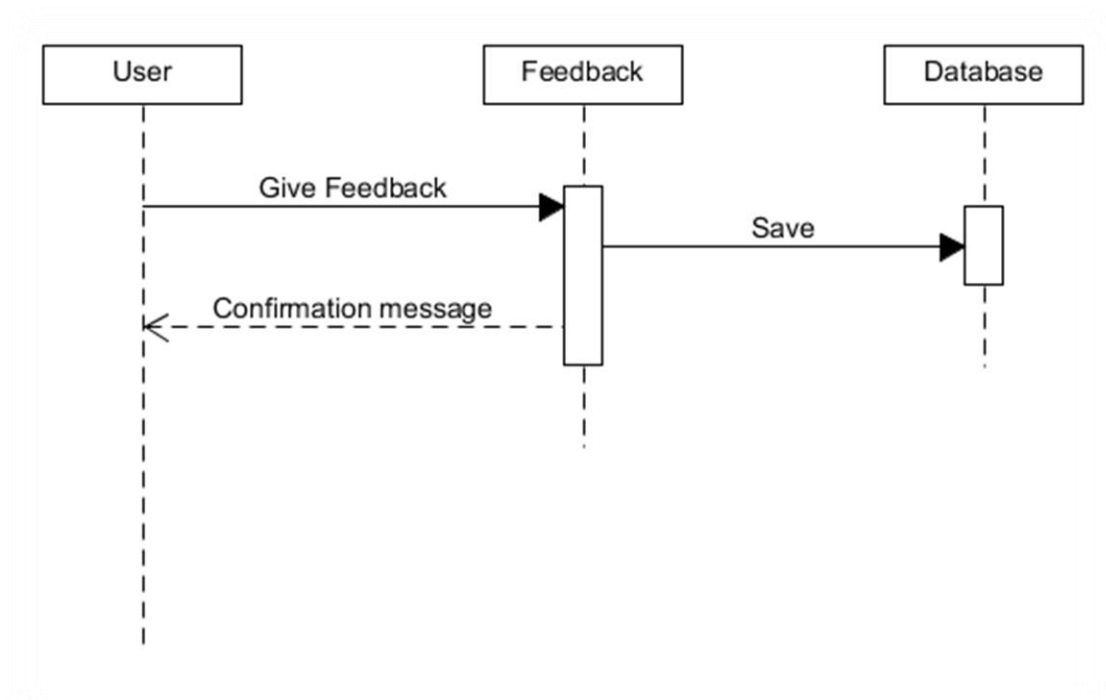 User
Feedback
Database
Give Feedback
Save
Confirmation message